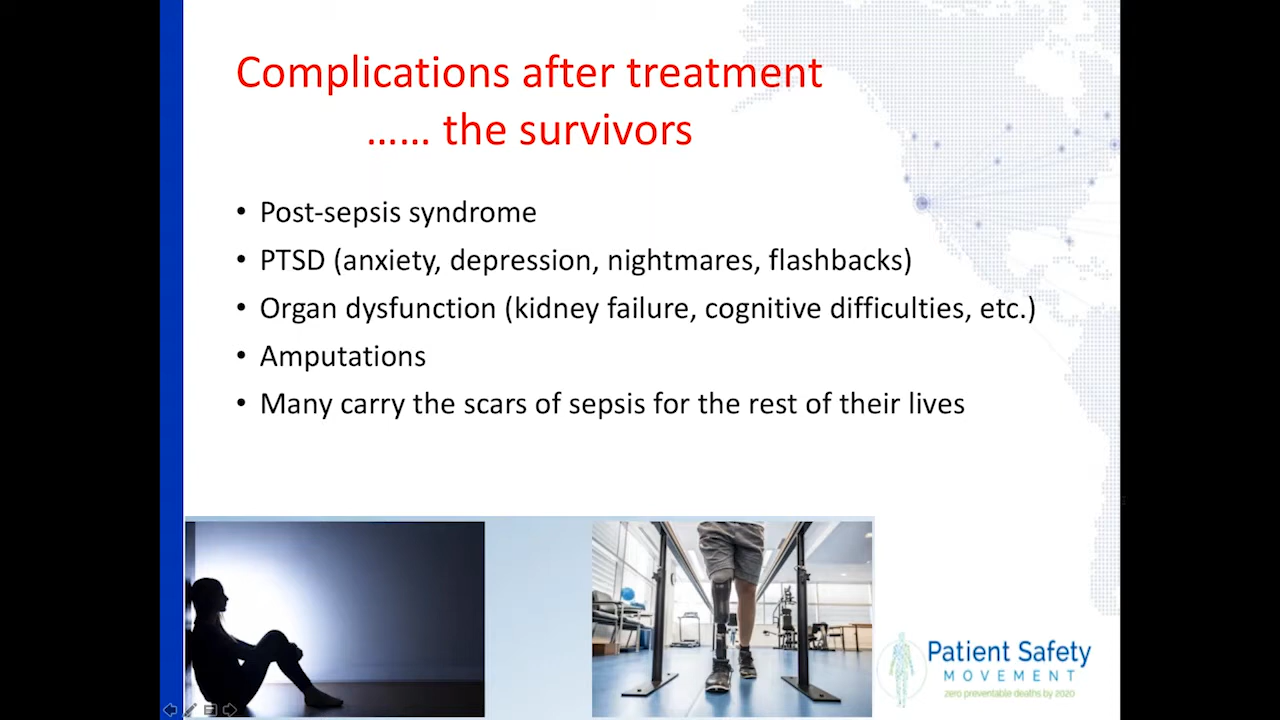 Complications after treatment
…… the survivors
• Post-sepsis syndrome
• PTSD (anxiety, depression, nightmares, flashbacks)
• Organ dysfunction (kidney failure, cognitive difficulties, etc.)
• Amputations
• Many carry the scars of sepsis for the rest of their lives
Patient Safety
MOVEMENT
zero preventable deaths by 2020